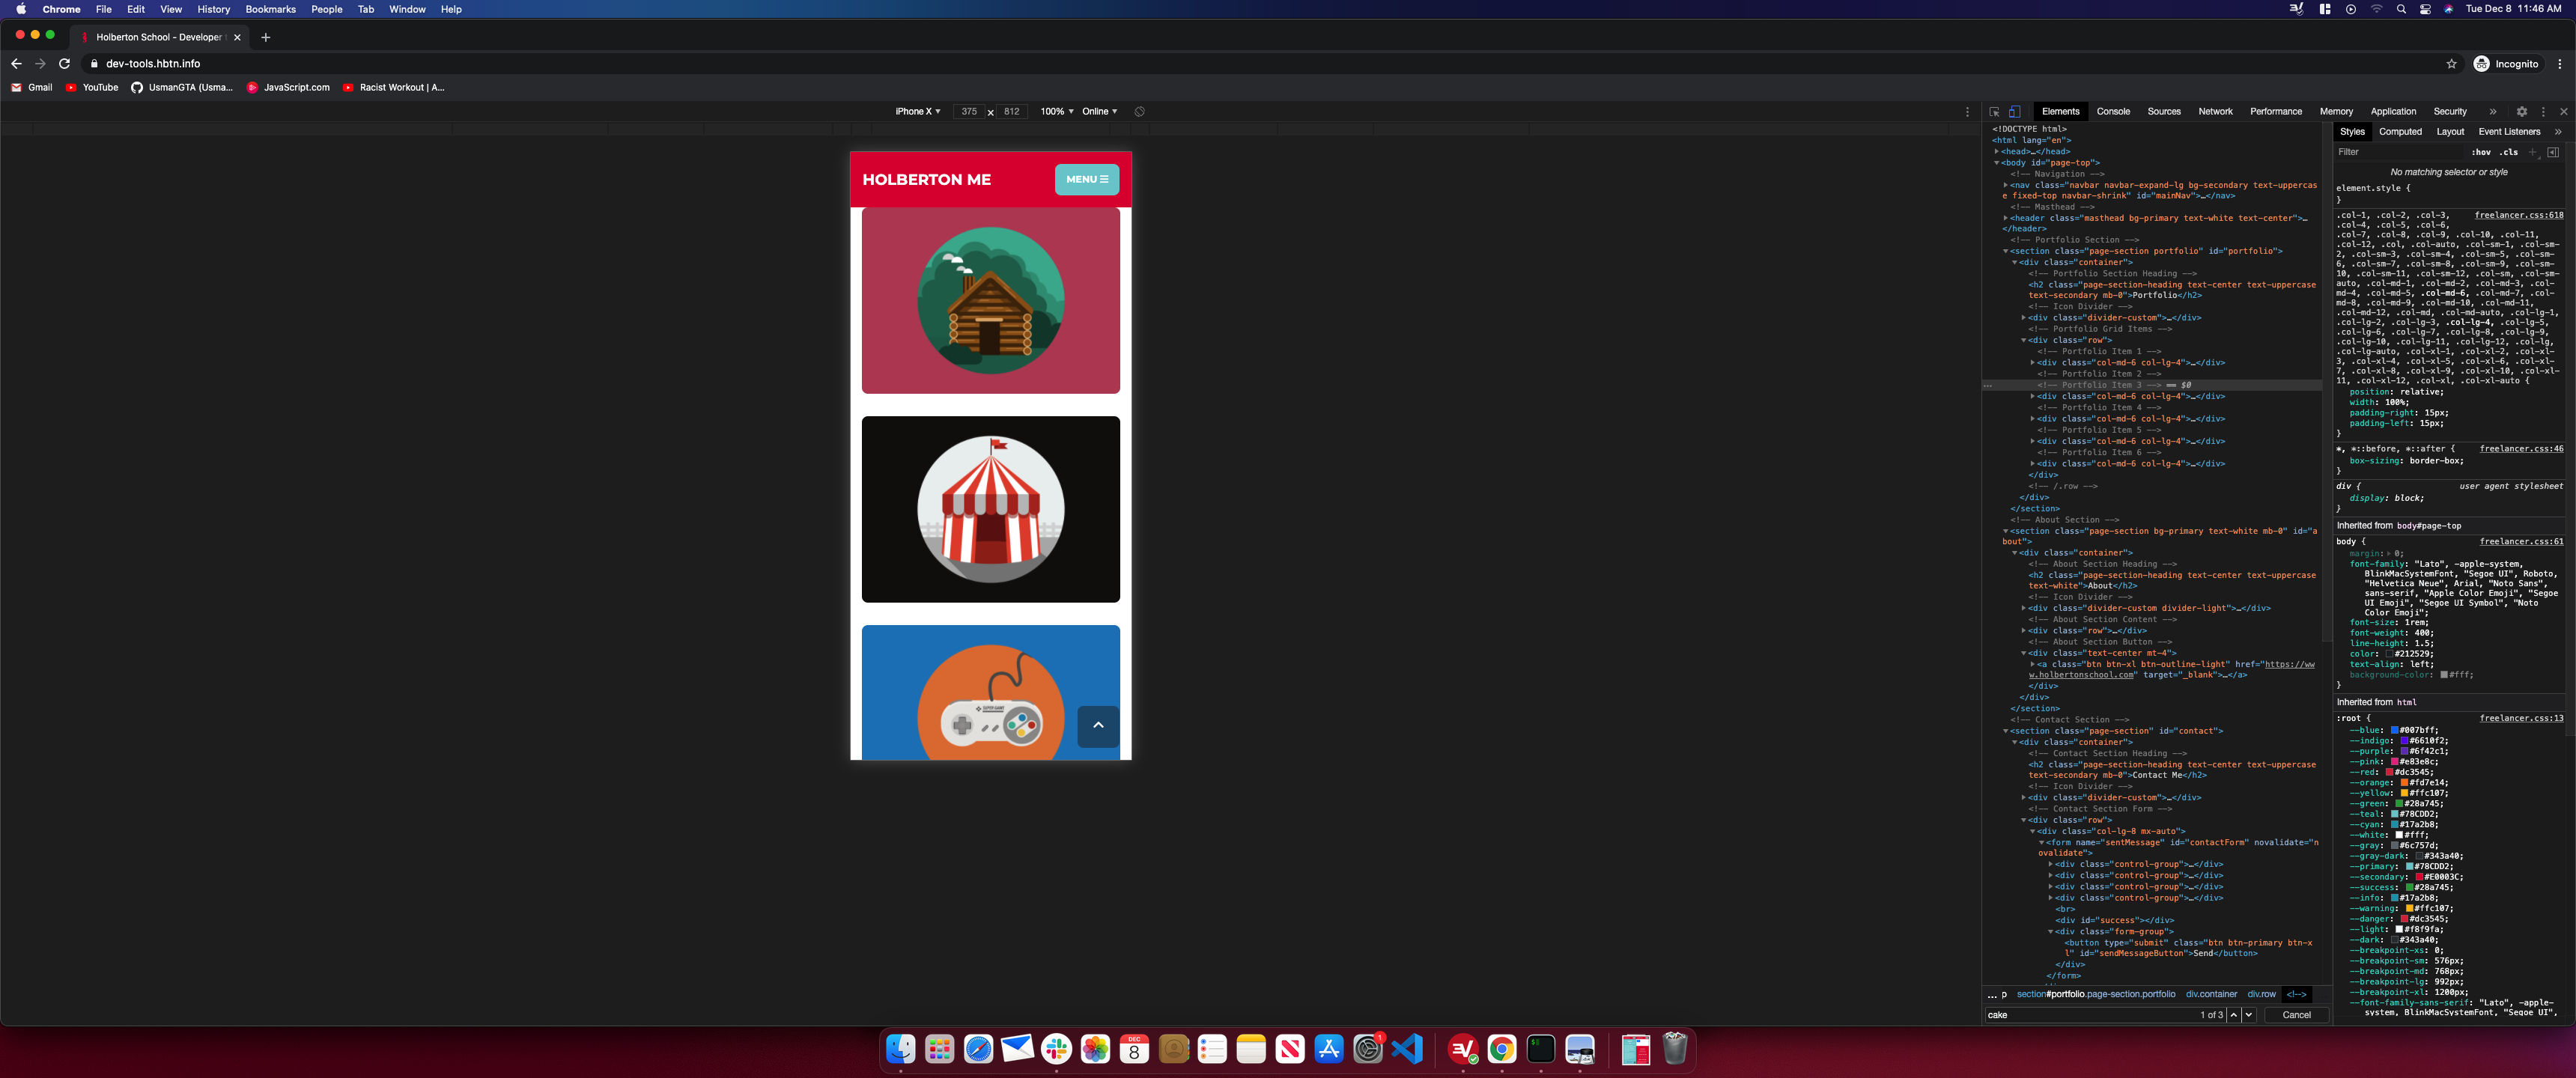 Chrome File Edit View History Bookmarks People Tab Window Help
Tue Dec 8 11:46 AM
Holberton School - Developer
dev-tools.hbtn.info
Incognito
Gmail YouTube UsmanGTA (Usma... JavaScript.com Racist Workout | A...
iPhone X ▼ 375 x 812 100% ▼ Online ▼
HOLBERTON ME
MENU
SUPER GAME
Elements Console Sources Network Performance Memory Application Security »
<!DOCTYPE html>
<html lang="en">
<head>…</head>
<body id="page-top">
<!-- Navigation -->
<nav class="navbar navbar-expand-lg bg-secondary text-uppercas
e fixed-top navbar-shrink" id="mainNav">…</nav>
<!-- Masthead -->
<header class="masthead bg-primary text-white text-center">…
</header>
<!-- Portfolio Section -->
<section class="page-section portfolio" id="portfolio">
<div class="container">
<!-- Portfolio Section Heading -->
<h2 class="page-section-heading text-center text-uppercase
text-secondary mb-0">Portfolio</h2>
<!-- Icon Divider -->
<div class="divider-custom">…</div>
<!-- Portfolio Grid Items -->
<div class="row">
<!-- Portfolio Item 1 -->
<div class="col-md-6 col-lg-4">…</div>
<!-- Portfolio Item 2 -->
… <!-- Portfolio Item 3 --> == $0
<div class="col-md-6 col-lg-4">…</div>
<!-- Portfolio Item 4 -->
<div class="col-md-6 col-lg-4">…</div>
<!-- Portfolio Item 5 -->
<div class="col-md-6 col-lg-4">…</div>
<!-- Portfolio Item 6 -->
<div class="col-md-6 col-lg-4">…</div>
</div>
<!-- /.row -->
</div>
</section>
<!-- About Section -->
<section class="page-section bg-primary text-white mb-0" id="a
bout">
<div class="container">
<!-- About Section Heading -->
<h2 class="page-section-heading text-center text-uppercase
text-white">About</h2>
<!-- Icon Divider -->
<div class="divider-custom divider-light">…</div>
<!-- About Section Content -->
<div class="row">…</div>
<!-- About Section Button -->
<div class="text-center mt-4">
<a class="btn btn-xl btn-outline-light" href="https://ww
w.holbertonschool.com" target="_blank">…</a>
</div>
</div>
</section>
<!-- Contact Section -->
<section class="page-section" id="contact">
<div class="container">
<!-- Contact Section Heading -->
<h2 class="page-section-heading text-center text-uppercase
text-secondary mb-0">Contact Me</h2>
<!-- Icon Divider -->
<div class="divider-custom">…</div>
<!-- Contact Section Form -->
<div class="row">
<div class="col-lg-8 mx-auto">
<form name="sentMessage" id="contactForm" novalidate="n
ovalidate">
<div class="control-group">…</div>
<div class="control-group">…</div>
<div class="control-group">…</div>
<div class="control-group">…</div>
<br>
<div id="success"></div>
<div class="form-group">
<button type="submit" class="btn btn-primary btn-x
l" id="sendMessageButton">Send</button>
</div>
</form>
… p section#portfolio.page-section.portfolio div.container div.row <!-->
cake 1 of 3 Cancel
Styles Computed Layout Event Listeners »
Filter :hov .cls +
No matching selector or style
element.style {
}
.col-1, .col-2, .col-3, freelancer.css:618
.col-4, .col-5, .col-6,
.col-7, .col-8, .col-9, .col-10, .col-11,
.col-12, .col, .col-auto, .col-sm-1, .col-sm-
2, .col-sm-3, .col-sm-4, .col-sm-5, .col-sm-
6, .col-sm-7, .col-sm-8, .col-sm-9, .col-sm-
10, .col-sm-11, .col-sm-12, .col-sm, .col-sm-
auto, .col-md-1, .col-md-2, .col-md-3, .col-
md-4, .col-md-5, .col-md-6, .col-md-7, .col-
md-8, .col-md-9, .col-md-10, .col-md-11,
.col-md-12, .col-md, .col-md-auto, .col-lg-1,
.col-lg-2, .col-lg-3, .col-lg-4, .col-lg-5,
.col-lg-6, .col-lg-7, .col-lg-8, .col-lg-9,
.col-lg-10, .col-lg-11, .col-lg-12, .col-lg,
.col-lg-auto, .col-xl-1, .col-xl-2, .col-xl-
3, .col-xl-4, .col-xl-5, .col-xl-6, .col-xl-
7, .col-xl-8, .col-xl-9, .col-xl-10, .col-xl-
11, .col-xl-12, .col-xl, .col-xl-auto {
position: relative;
width: 100%;
padding-right: 15px;
padding-left: 15px;
}
*, *::before, *::after { freelancer.css:46
box-sizing: border-box;
}
div { user agent stylesheet
display: block;
}
Inherited from body#page-top
body { freelancer.css:61
margin: 0;
font-family: "Lato", -apple-system,
BlinkMacSystemFont, "Segoe UI", Roboto,
"Helvetica Neue", Arial, "Noto Sans",
sans-serif, "Apple Color Emoji", "Segoe
UI Emoji", "Segoe UI Symbol", "Noto
Color Emoji";
font-size: 1rem;
font-weight: 400;
line-height: 1.5;
color: #212529;
text-align: left;
background-color: #fff;
}
Inherited from html
:root { freelancer.css:13
--blue: #007bff;
--indigo: #6610f2;
--purple: #6f42c1;
--pink: #e83e8c;
--red: #dc3545;
--orange: #fd7e14;
--yellow: #ffc107;
--green: #28a745;
--teal: #78CDD2;
--cyan: #17a2b8;
--white: #fff;
--gray: #6c757d;
--gray-dark: #343a40;
--primary: #78CDD2;
--secondary: #E0003C;
--success: #28a745;
--info: #17a2b8;
--warning: #ffc107;
--danger: #dc3545;
--light: #f8f9fa;
--dark: #343a40;
--breakpoint-xs: 0;
--breakpoint-sm: 576px;
--breakpoint-md: 768px;
--breakpoint-lg: 992px;
--breakpoint-xl: 1200px;
--font-family-sans-serif: "Lato", -apple-
system, BlinkMacSystemFont, "Segoe UI",
DEC
8
1